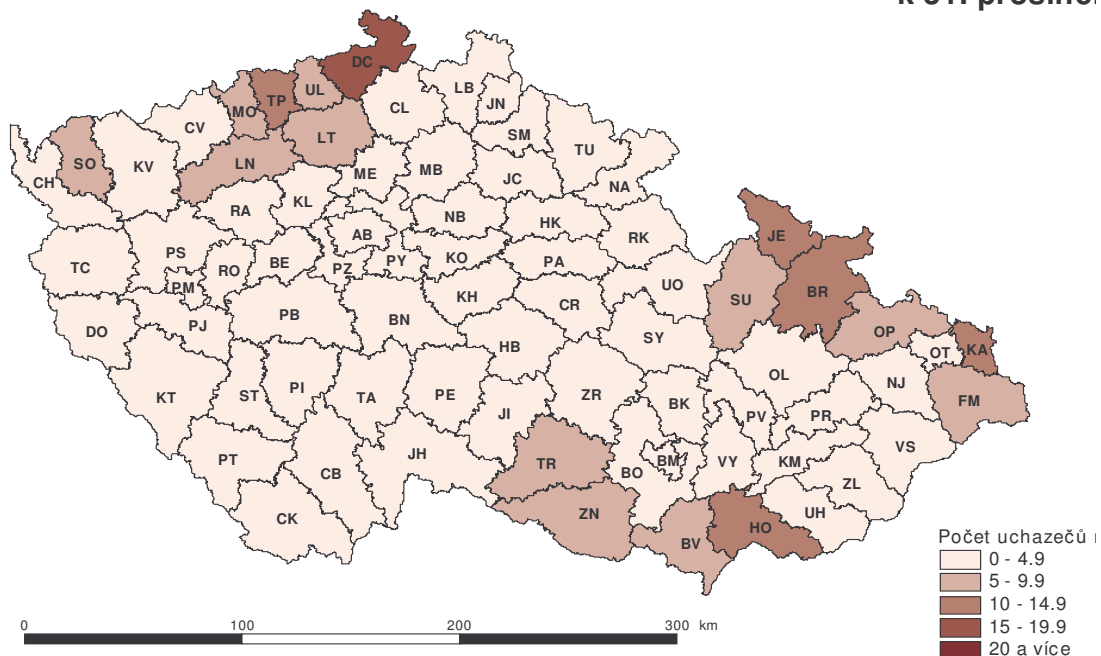 DC
LB
UL
TP
JN
MO
CL
CV
SM
LT
TU
SO
KV
LN
ME
MB
CH
JC
NA
KL
RA
NB
HK
AB
RK
JE
PS
KO
PA
TC
RO
BE
PZ
PY
PM
UO
BR
KH
SU
CR
PB
BN
PJ
DO
OP
SY
HB
OT
KA
OL
NJ
KT
ST
PI
TA
PE
ZR
FM
BK
JI
PV
PR
VS
PT
JH
TR
BO
BM
VY
KM
CB
ZL
CK
ZN
HO
UH
BV
Počet uchazečů
0 - 4.9
5 - 9.9
10 - 14.9
15 - 19.9
20 a více
0 100 200 300 km